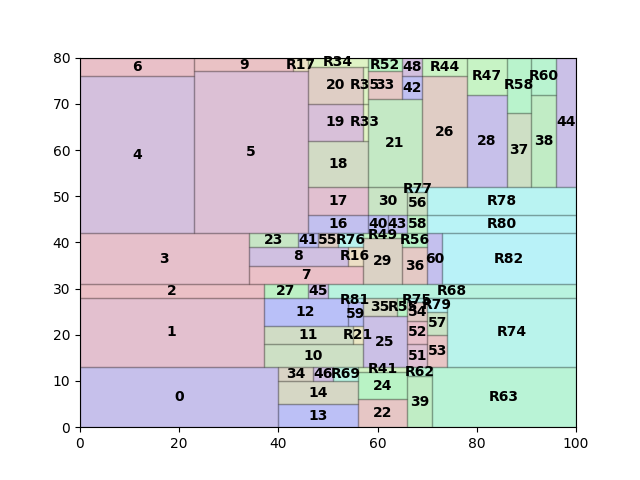 80
6 9 R17 R34 R52 48 R44 R47 R58 R60
70
20 R35 33 42
4 5 19 R33 21 26 28 37 38 44
60
18
50
17 30 R77 56 R78
16 40 43 58 R80
40
23 41 55 R76 R49 R56
3 8 R16 29 36 60 R82
7
30
2 27 45 R81 R75 R68
12 59 35 R55 54 R79
20
1 11 R21 25 52 57 R74
10 51 53
10
34 46 R69 R41 R62
0 14 24 39 R63
13 22
0
0 20 40 60 80 100